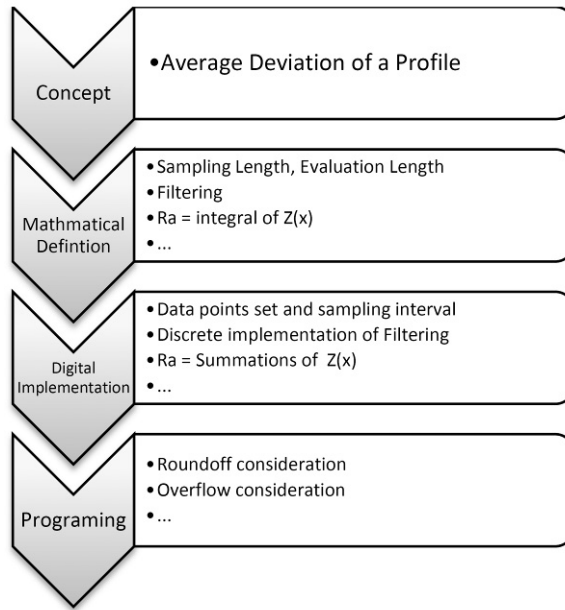 Concept
•Average Deviation of a Profile
Mathmatical
Defintion
•Sampling Length, Evaluation Length
•Filtering
•Ra = integral of Z(x)
•...
Digital
Implementation
•Data points set and sampling interval
•Discrete implementation of Filtering
•Ra = Summations of Z(x)
•...
Programing
•Roundoff consideration
•Overflow consideration
•...